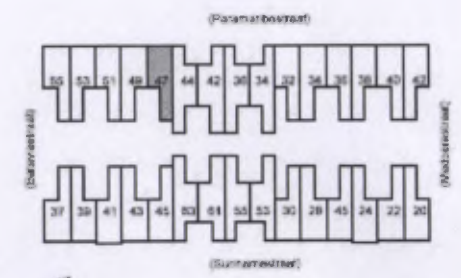 (Paramaribostraat)
55 53 51 49 47 44 42 36 34 32 34 36 38 40 42
37 39 41 43 45 63 61 55 53 30 28 45 24 22 20
(Surinamestraat)